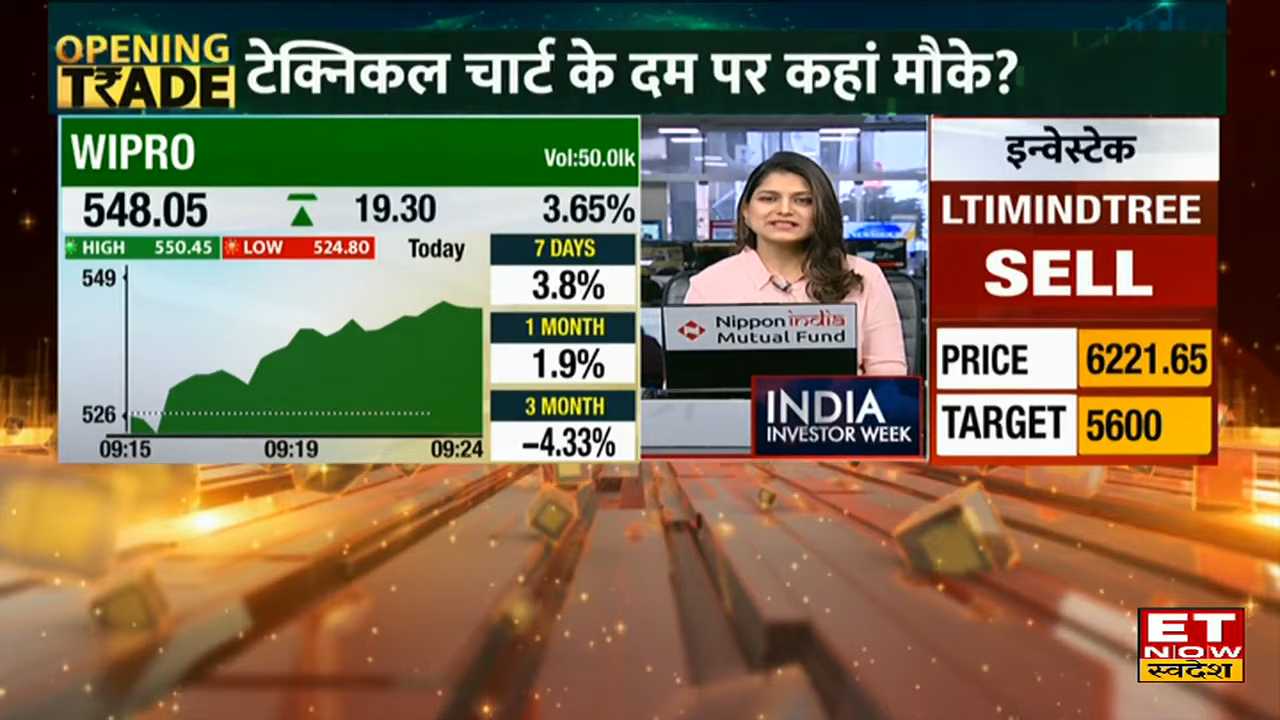 OPENING
TRADE
टेक्निकल चार्ट के दम पर कहां मौके?
WIPRO
Vol:50.0lk
548.05
19.30
3.65%
HIGH 550.45
LOW 524.80
Today
549
526
09:15
09:19
09:24
7 DAYS
3.8%
1 MONTH
1.9%
3 MONTH
-4.33%
Nippon india
Mutual Fund
INDIA
INVESTOR WEEK
इन्वेस्टेक
LTIMINDTREE
SELL
PRICE 6221.65
TARGET 5600
ET
NOW
स्वदेश